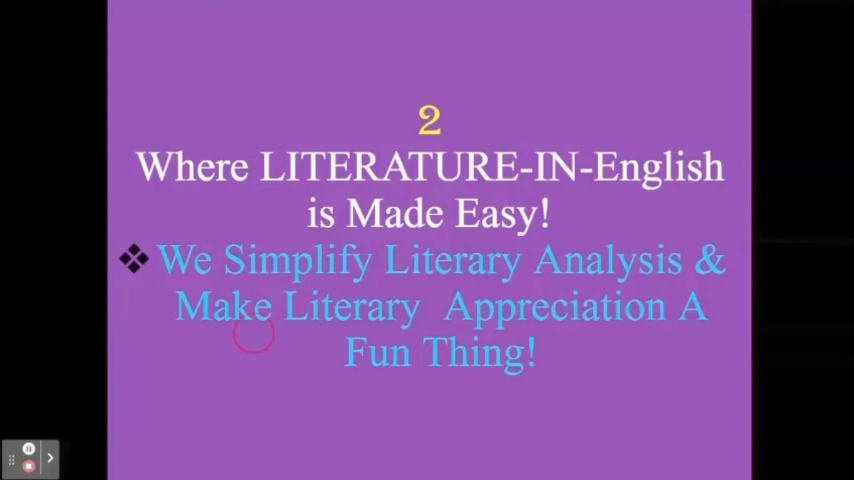 2
Where LITERATURE-IN-English
is Made Easy!
❖ We Simplify Literary Analysis &
Make Literary Appreciation A
Fun Thing!